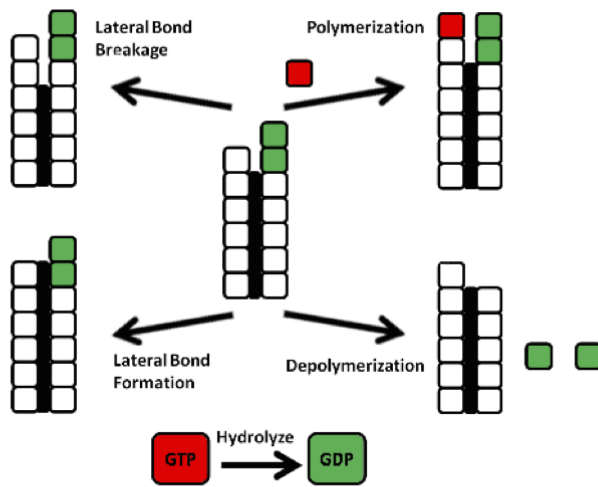 Lateral Bond
Breakage
Polymerization
Lateral Bond
Formation
Depolymerization
Hydrolyze
GTP
GDP